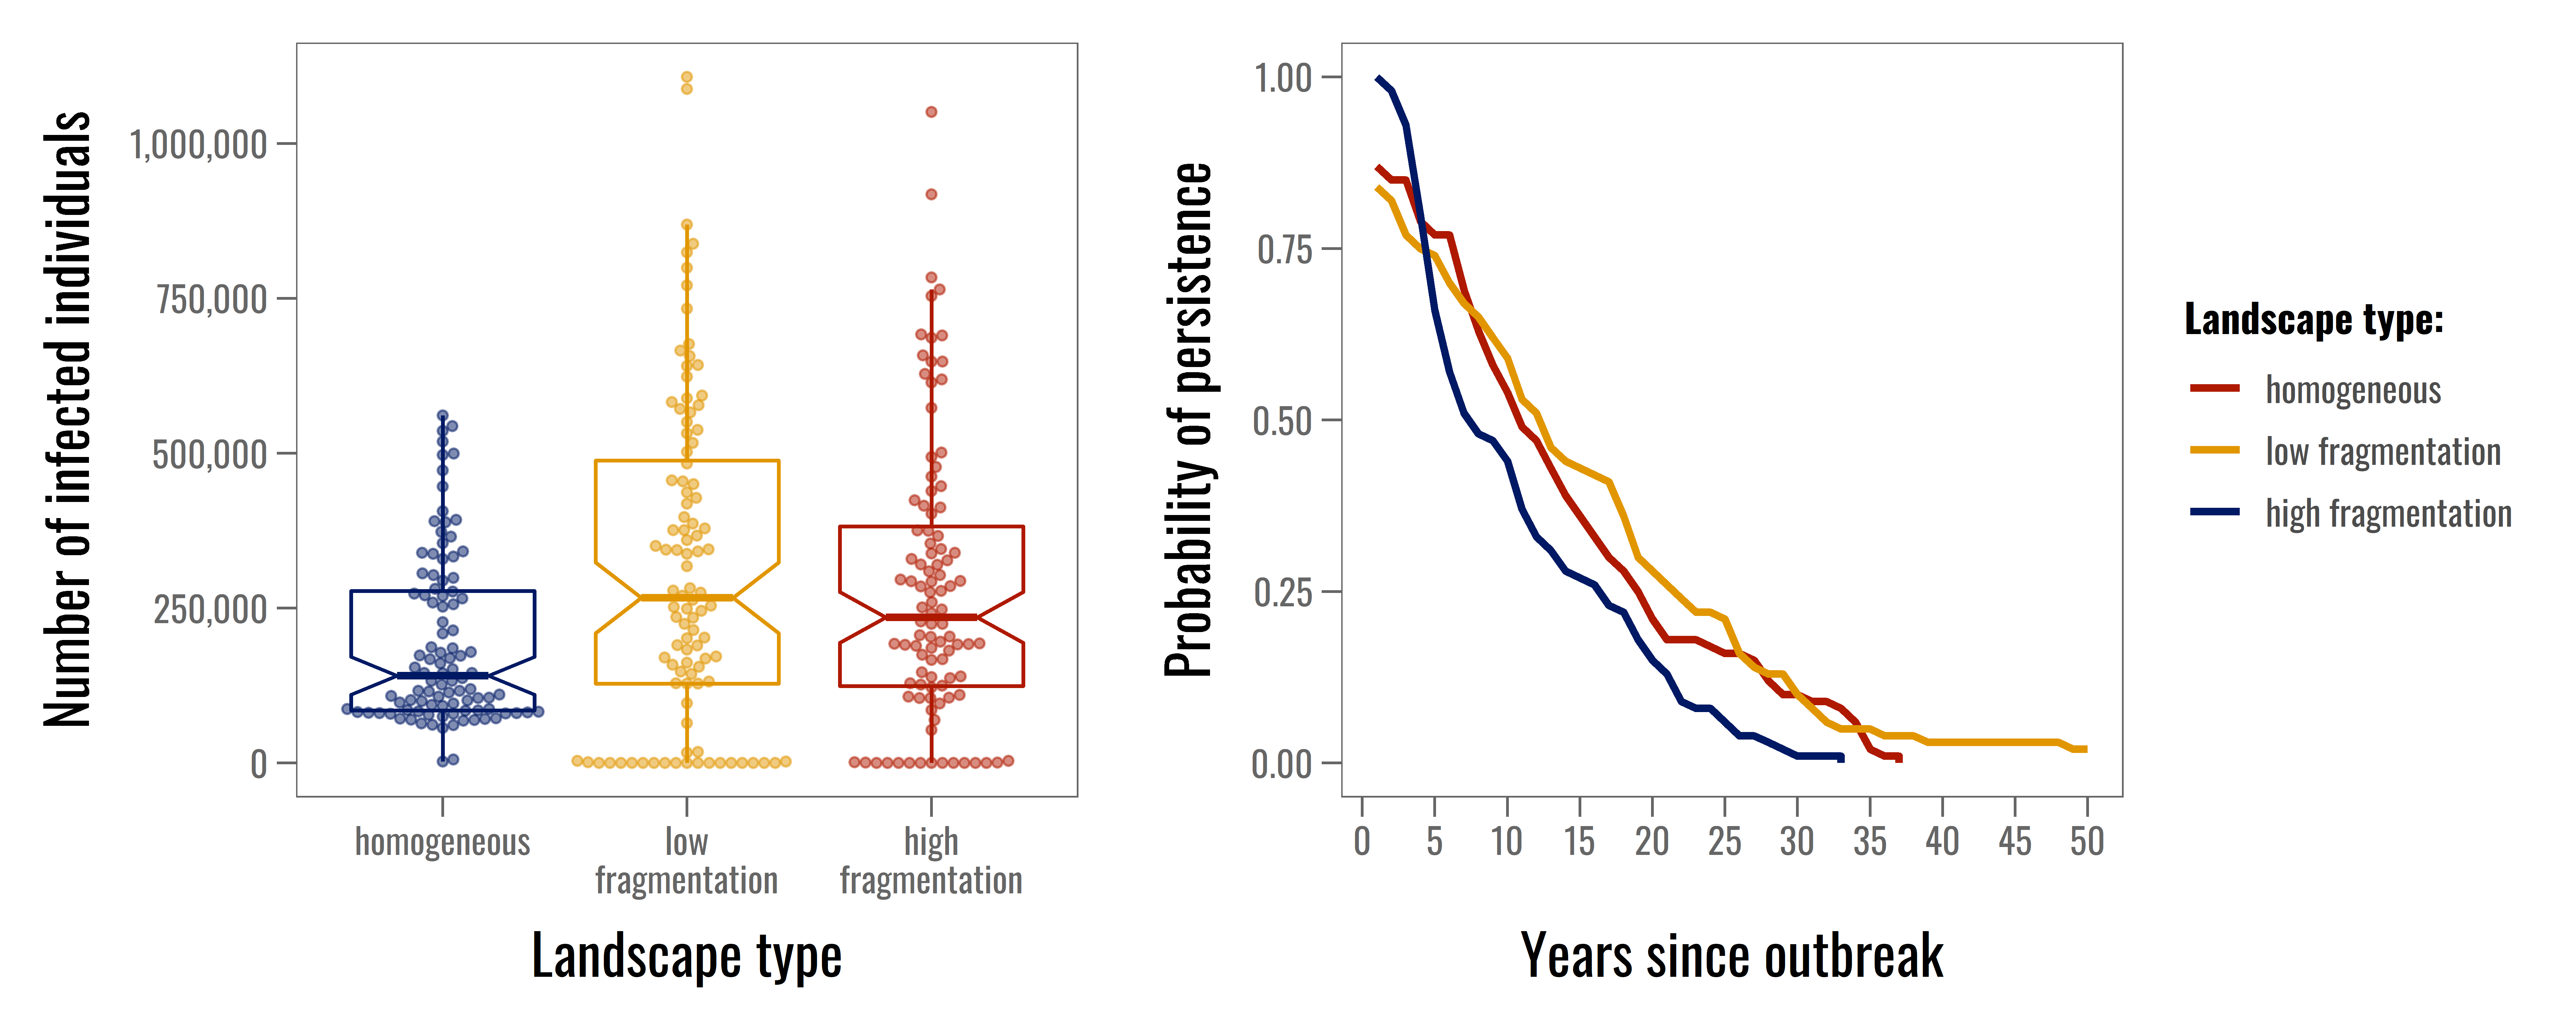 Number of infected individuals
1,000,000
750,000
500,000
250,000
0
homogeneous
low
fragmentation
high
fragmentation
Landscape type
Probability of persistence
1.00
0.75
0.50
0.25
0.00
0 5 10 15 20 25 30 35 40 45 50
Years since outbreak
Landscape type:
homogeneous
low fragmentation
high fragmentation